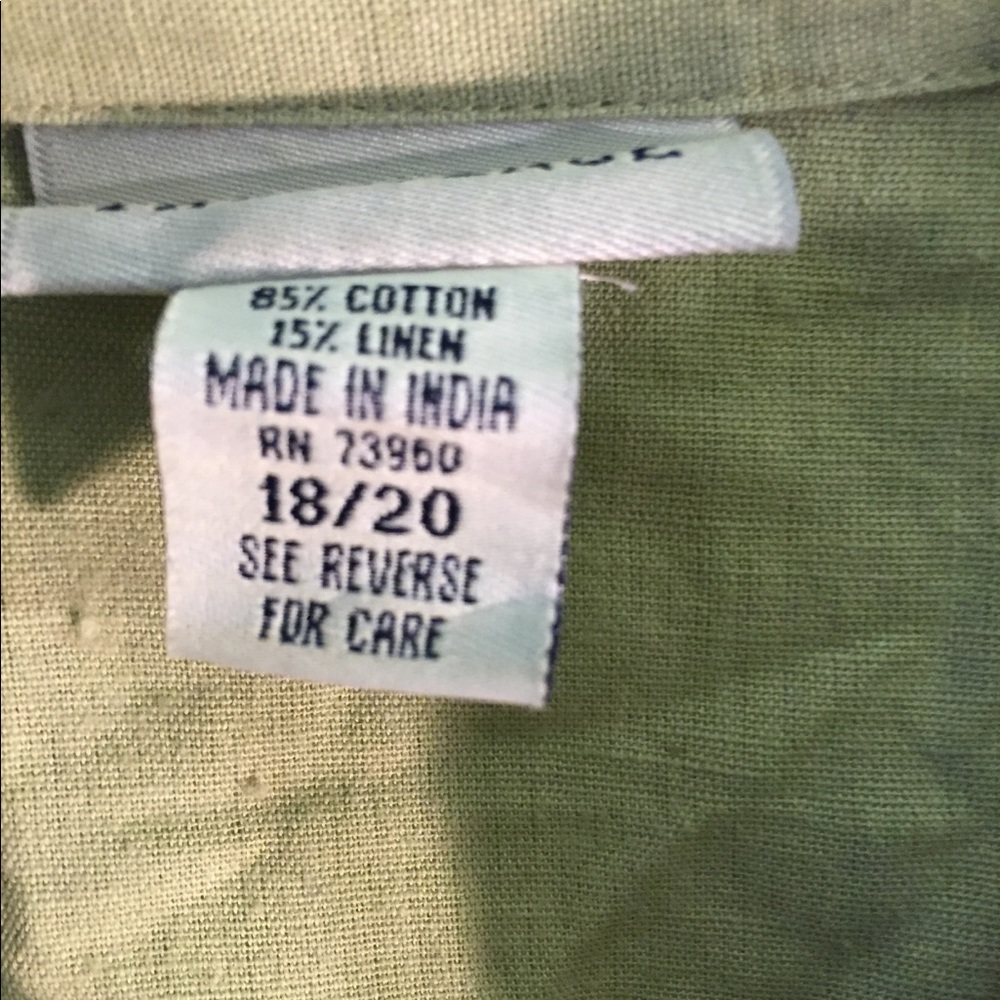 85% COTTON
15% LINEN
MADE IN INDIA
RN 73960
18/20
SEE REVERSE
FOR CARE